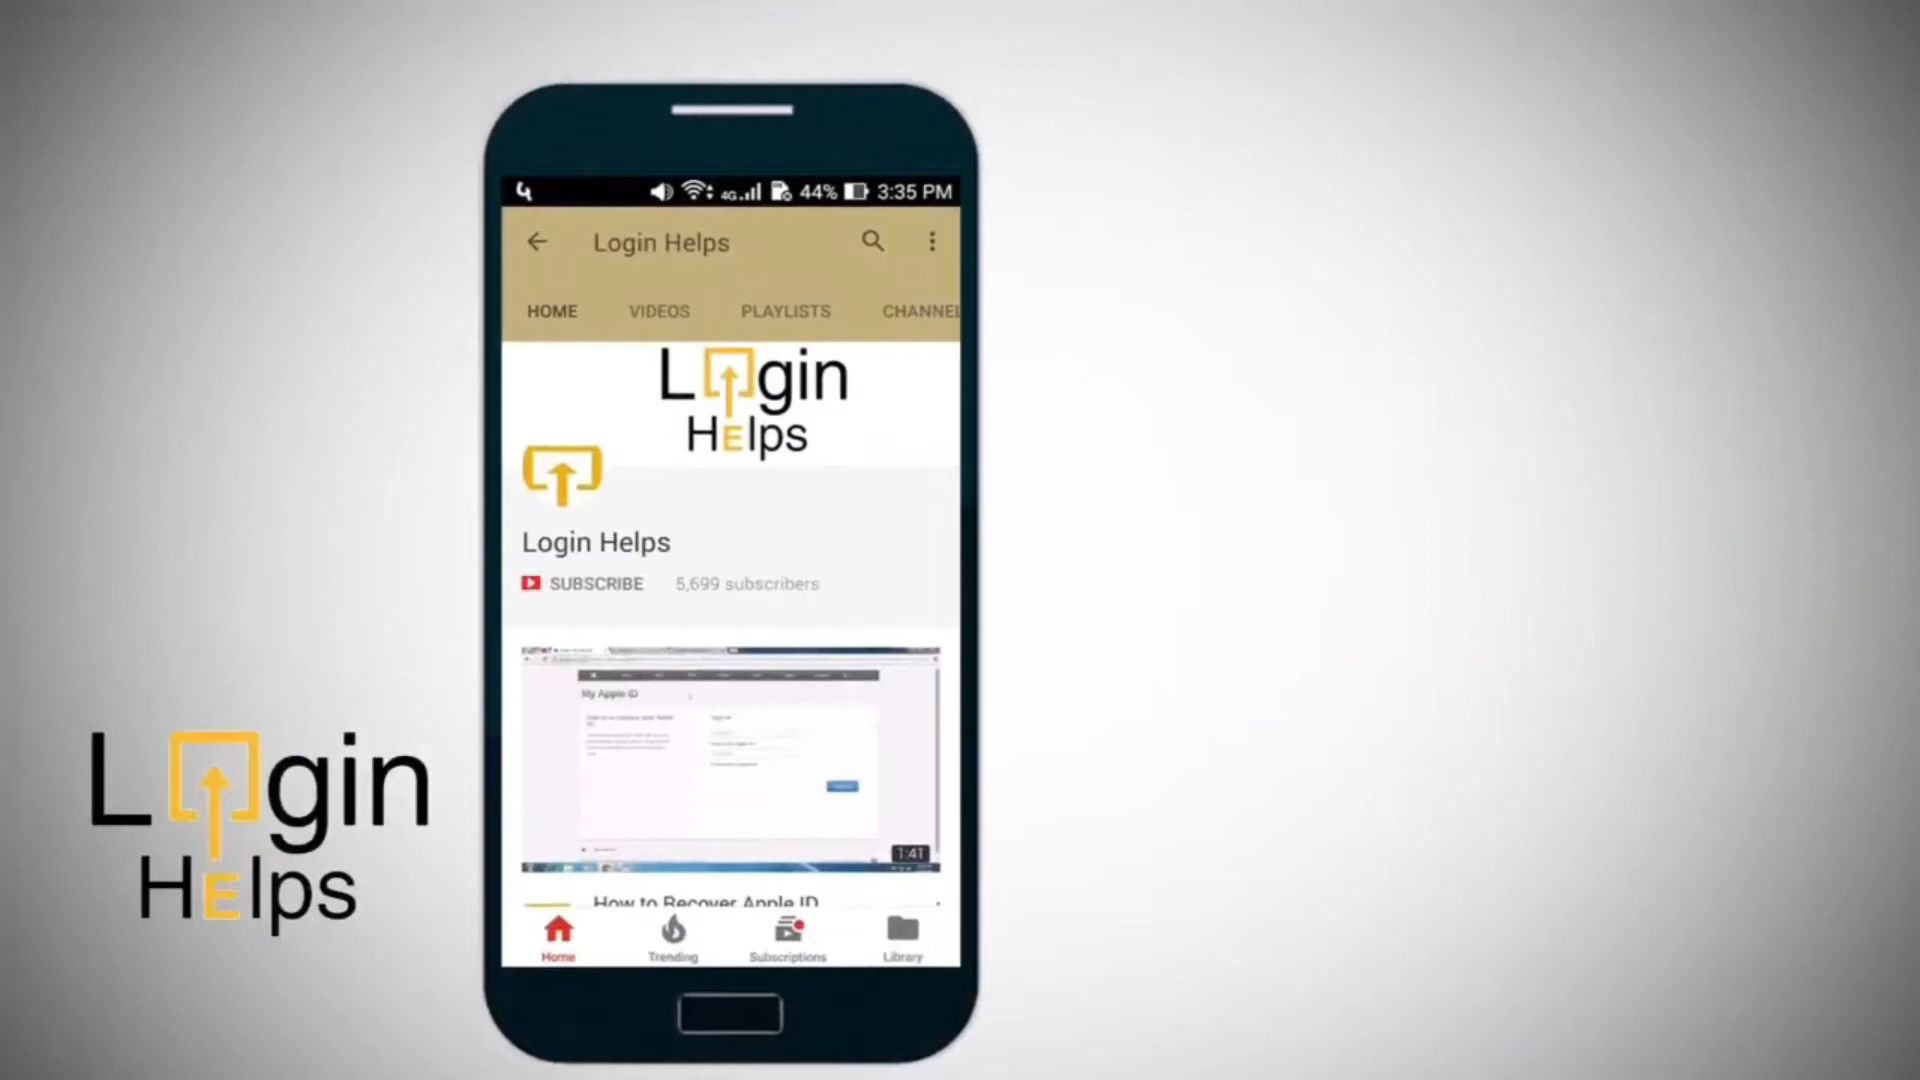 4G 44% 3:35 PM
Login Helps
HOME VIDEOS PLAYLISTS CHANNEL
Login
Helps
Login Helps
SUBSCRIBE 5,699 subscribers
My Apple ID
1:41
How to Recover Apple ID
Home Trending Subscriptions Library
Login
Helps